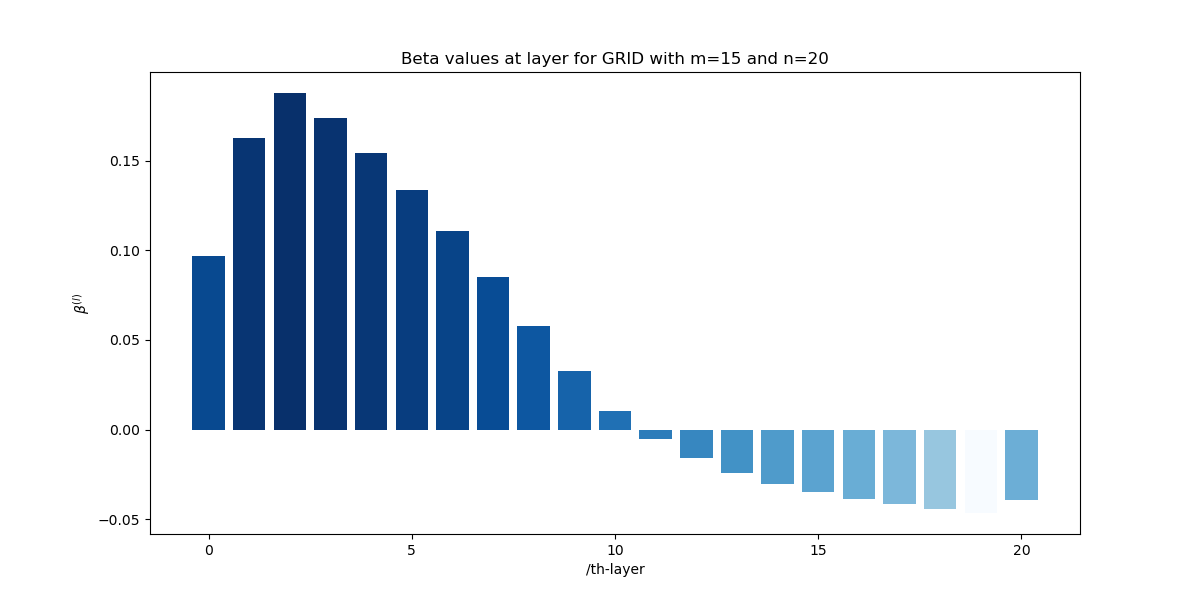 Beta values at layer for GRID with m=15 and n=20
0.15
0.10
0.05
0.00
−0.05
β⁽ˡ⁾
0 5 10 15 20
/th-layer